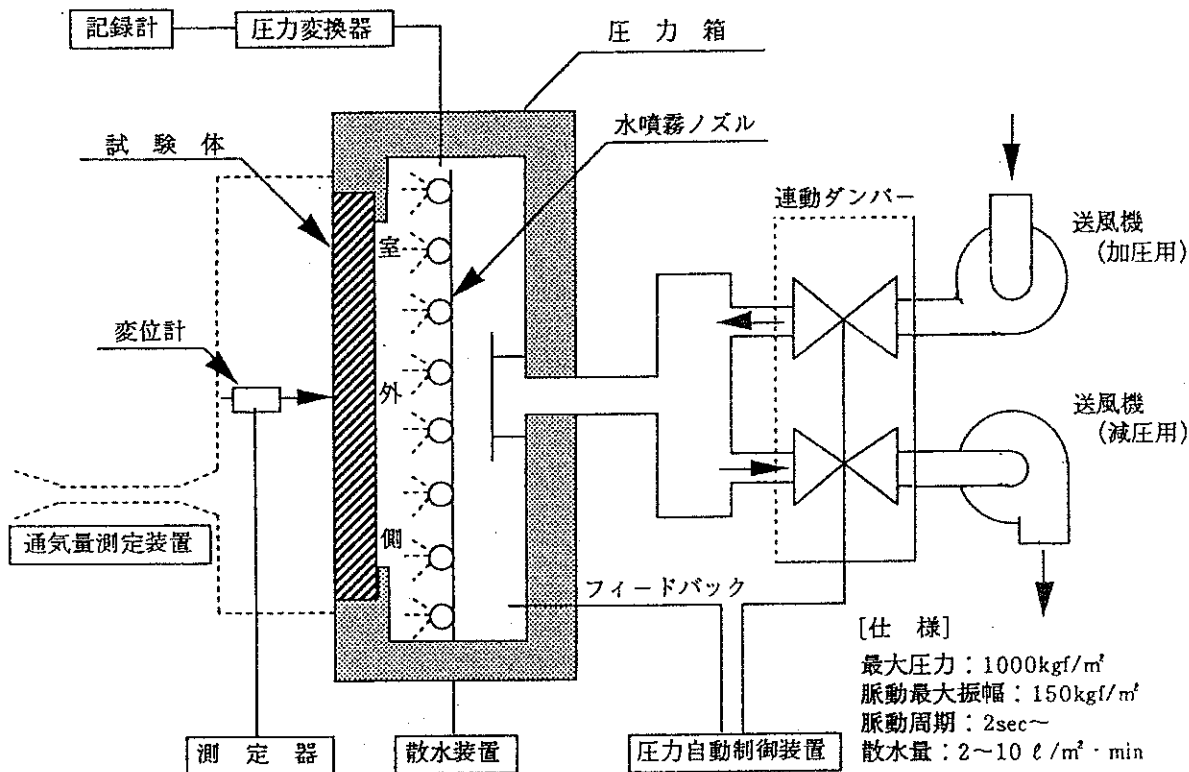 記録計
圧力変換器
圧力箱
試験体
水噴霧ノズル
連動ダンバー
送風機
(加圧用)
室
外
側
変位計
送風機
(減圧用)
通気量測定装置
フィードバック
測定器
散水装置
圧力自動制御装置
[仕 様]
最大圧力:1000kgf/㎡
脈動最大振幅:150kgf/㎡
脈動周期:2sec~
散水量:2~10ℓ/㎡・min